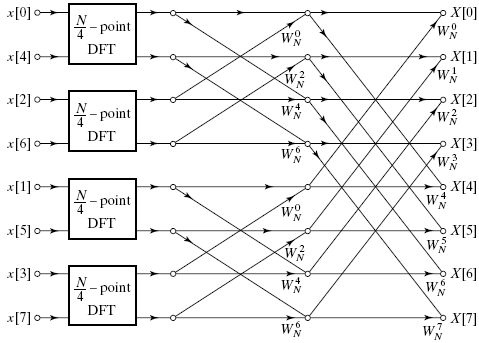 x[0] N/4 – point DFT X[0]
W_N^0 W_N^0
x[4] X[1]
W_N^2 W_N^1
x[2] N/4 – point DFT X[2]
W_N^4 W_N^2
x[6] X[3]
W_N^6 W_N^3
x[1] N/4 – point DFT X[4]
W_N^0 W_N^4
x[5] X[5]
W_N^2 W_N^5
x[3] N/4 – point DFT X[6]
W_N^4 W_N^6
x[7] X[7]
W_N^6 W_N^7